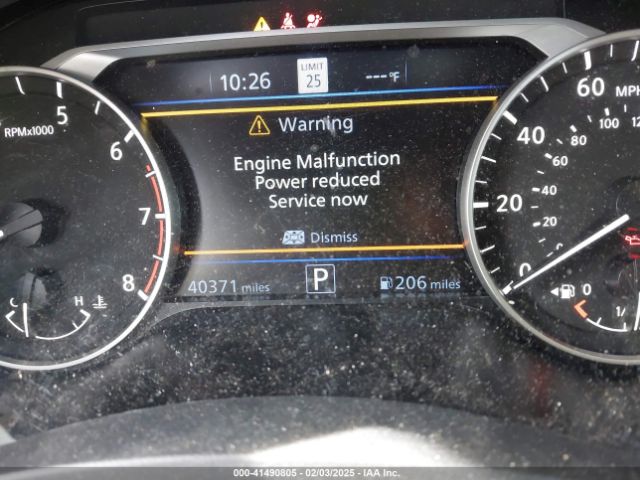 10:26
LIMIT
25
---°F
Warning
Engine Malfunction
Power reduced
Service now
Dismiss
40371 miles
P
206 miles
5
RPMx1000
6
7
8
C
H
60
MPH
40
20
0
100
80
60
40
20
0
0
000-41490805 - 02/03/2025 - IAA Inc.